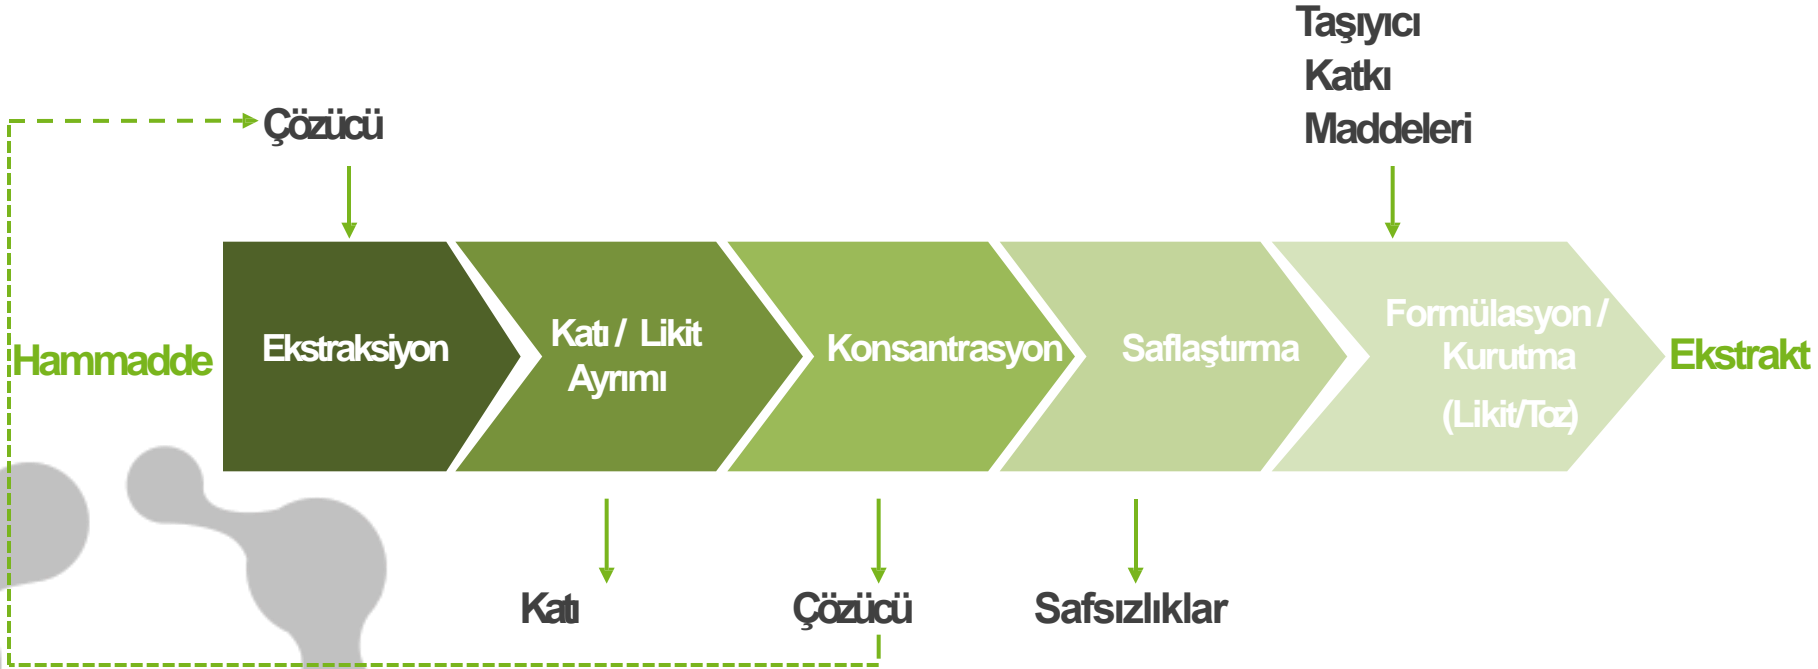 Taşıyıcı
Katkı
Maddeleri
Çözücü
Hammadde
Ekstraksiyon
Katı / Likit
Ayrımı
Konsantrasyon
Saflaştırma
Formülasyon /
Kurutma
(Likit/Toz)
Ekstrakt
Katı
Çözücü
Safsızlıklar